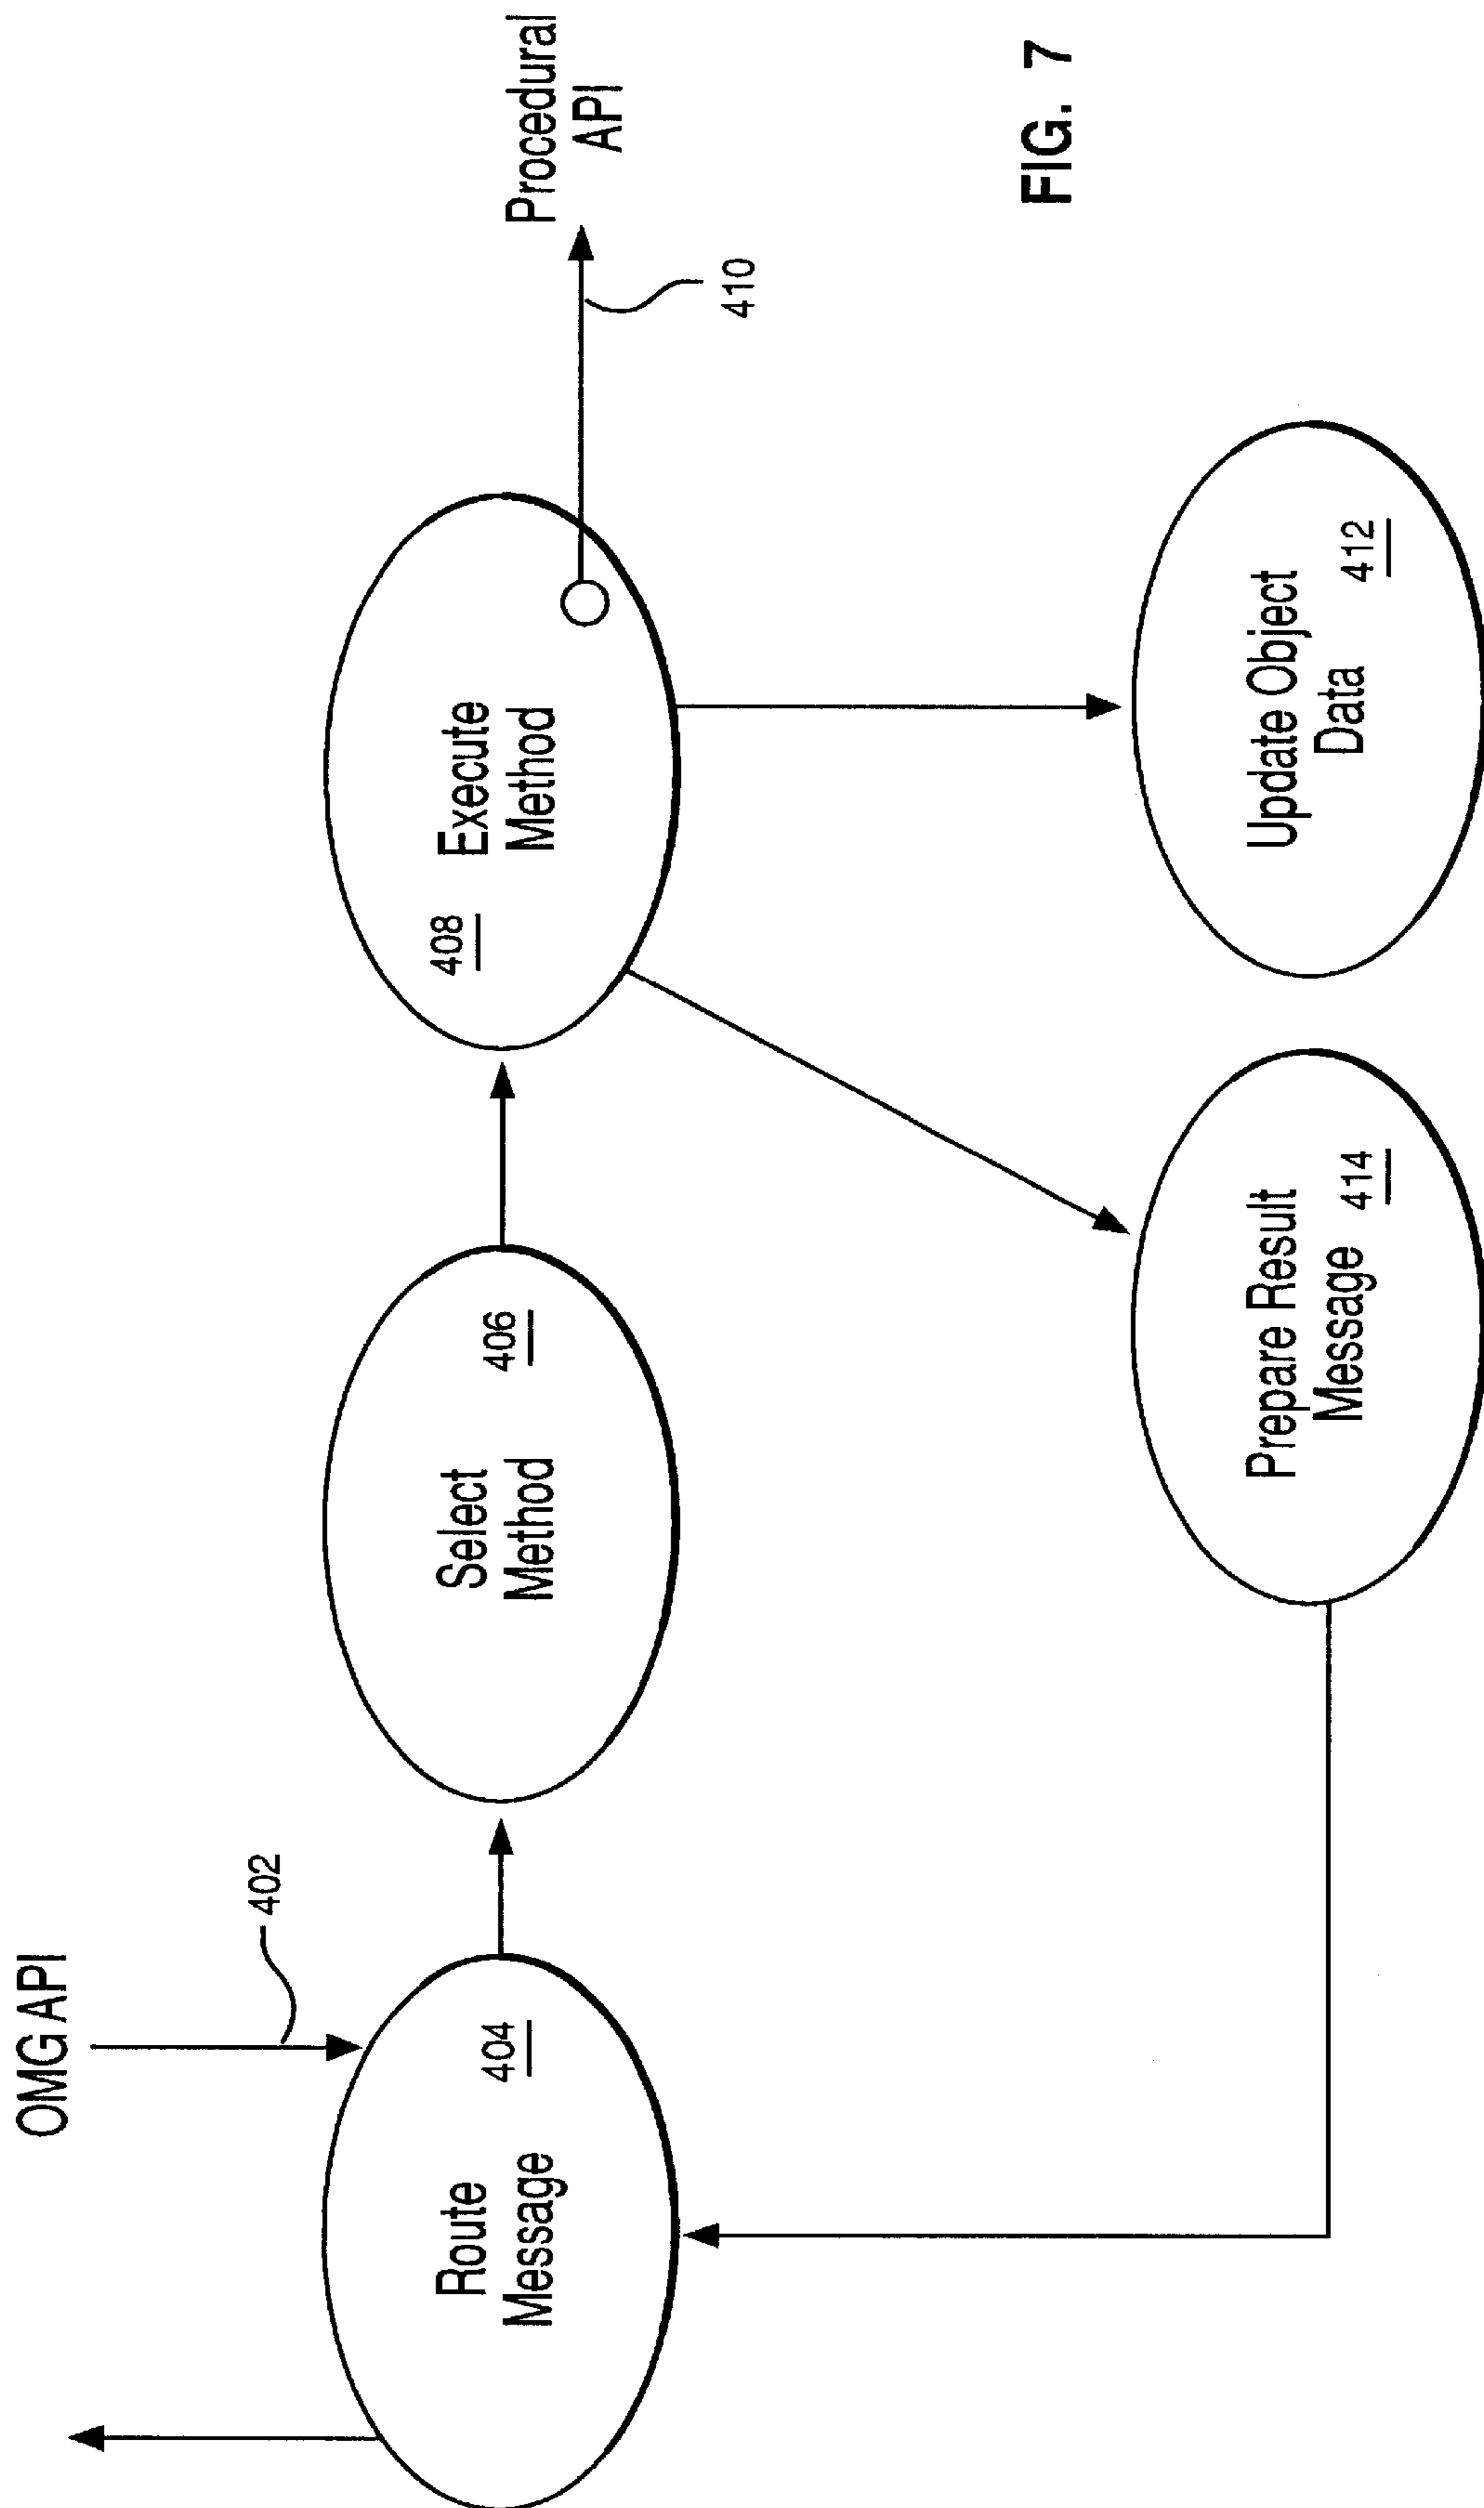 OMG API
402
Route
Message
404
Select
Method
406
408
Execute
Method
Procedural
API
410
Prepare Result
Message
414
Update Object
Data
412
FIG. 7